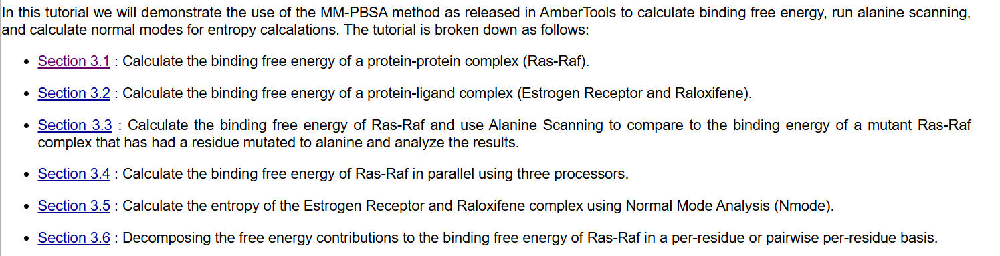 In this tutorial we will demonstrate the use of the MM-PBSA method as released in AmberTools to calculate binding free energy, run alanine scanning,
and calculate normal modes for entropy calcalations. The tutorial is broken down as follows:
• Section 3.1 : Calculate the binding free energy of a protein-protein complex (Ras-Raf).
• Section 3.2 : Calculate the binding free energy of a protein-ligand complex (Estrogen Receptor and Raloxifene).
• Section 3.3 : Calculate the binding free energy of Ras-Raf and use Alanine Scanning to compare to the binding energy of a mutant Ras-Raf
complex that has had a residue mutated to alanine and analyze the results.
• Section 3.4 : Calculate the binding free energy of Ras-Raf in parallel using three processors.
• Section 3.5 : Calculate the entropy of the Estrogen Receptor and Raloxifene complex using Normal Mode Analysis (Nmode).
• Section 3.6 : Decomposing the free energy contributions to the binding free energy of Ras-Raf in a per-residue or pairwise per-residue basis.